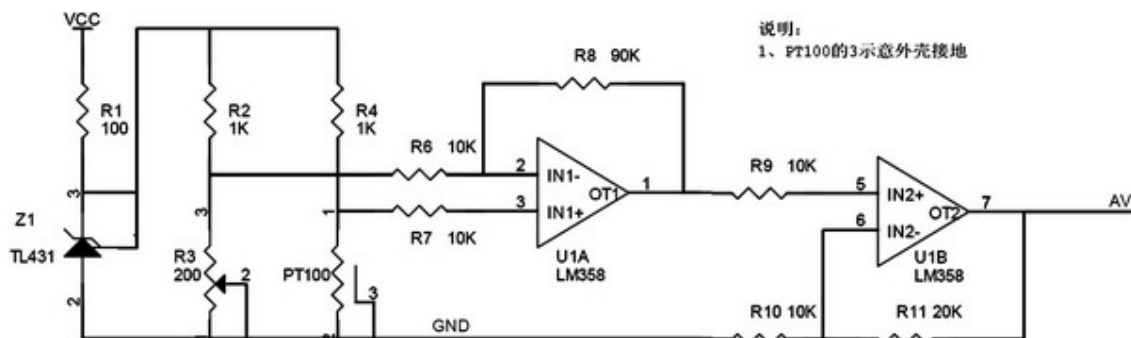 VCC
说明:
1、PT100的3示意外壳接地
R8 90K
R1
100
R2
1K
R4
1K
R6 10K
2
IN1-
OT1
1
R9 10K
5
IN2+
OT2
7
AV
3
Z1
TL431
3
1
1
R7 10K
3
IN1+
6
IN2-
U1A
LM358
U1B
LM358
R3
200
2
PT100
3
2
GND
R10 10K
R11 20K